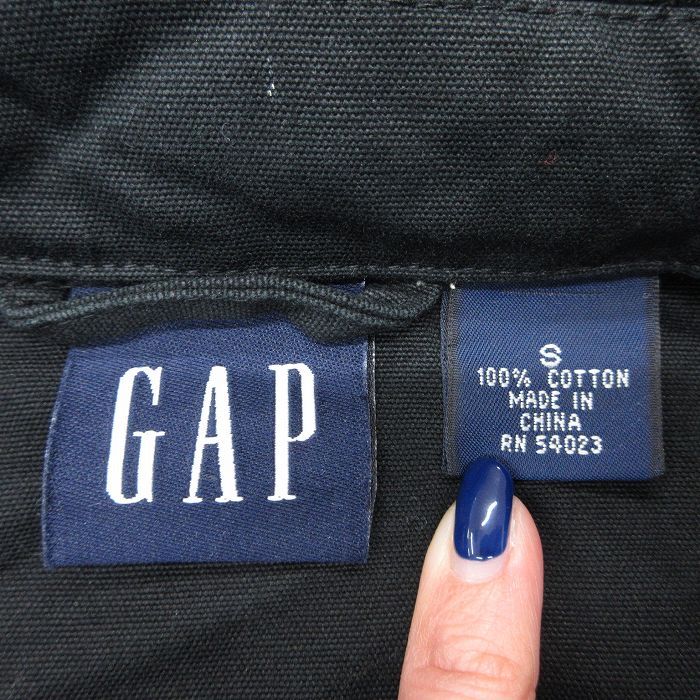 GAP
S
100% COTTON
MADE IN
CHINA
RN 54023